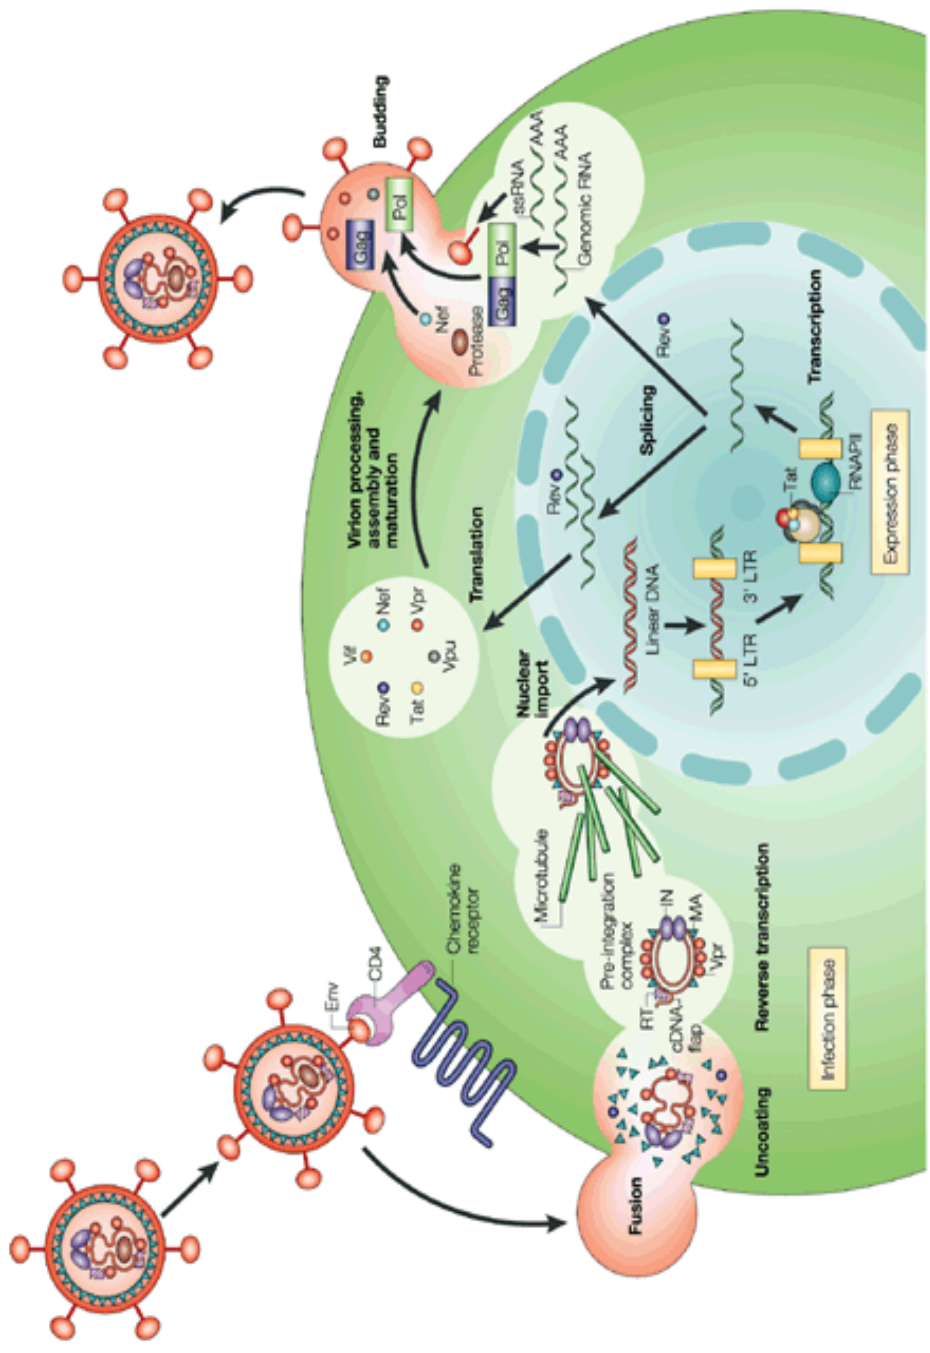 Env
CD4
Chemokine
receptor
Fusion
Uncoating
Reverse transcription
Infection phase
RT
cDNA
flap
Vpr
MA
IN
Pre-integration
complex
Microtubule
Nuclear
import
Linear DNA
5' LTR
3' LTR
Tat
RNAPII
Transcription
Expression phase
Splicing
Rev
Rev
Translation
Vif
Rev
Nef
Tat
Vpr
Vpu
Virion processing,
assembly and
maturation
Nef
Protease
Gag
Pol
Gag
Pol
ssRNA
AAA
AAA
Genomic RNA
Budding